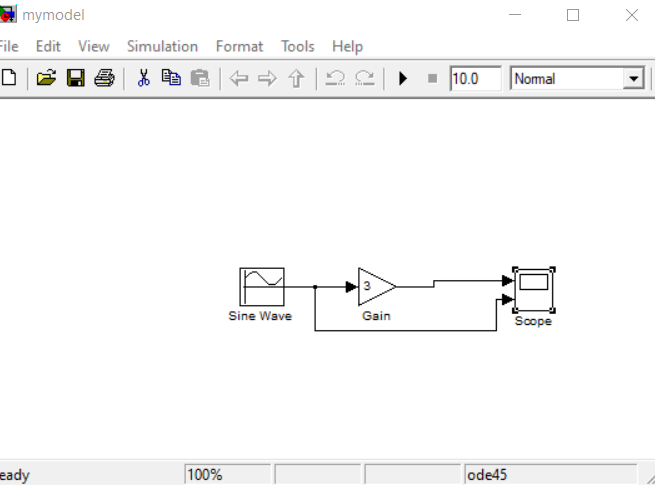 mymodel
File Edit View Simulation Format Tools Help
10.0 Normal
3
Sine Wave Gain Scope
eady 100% ode45